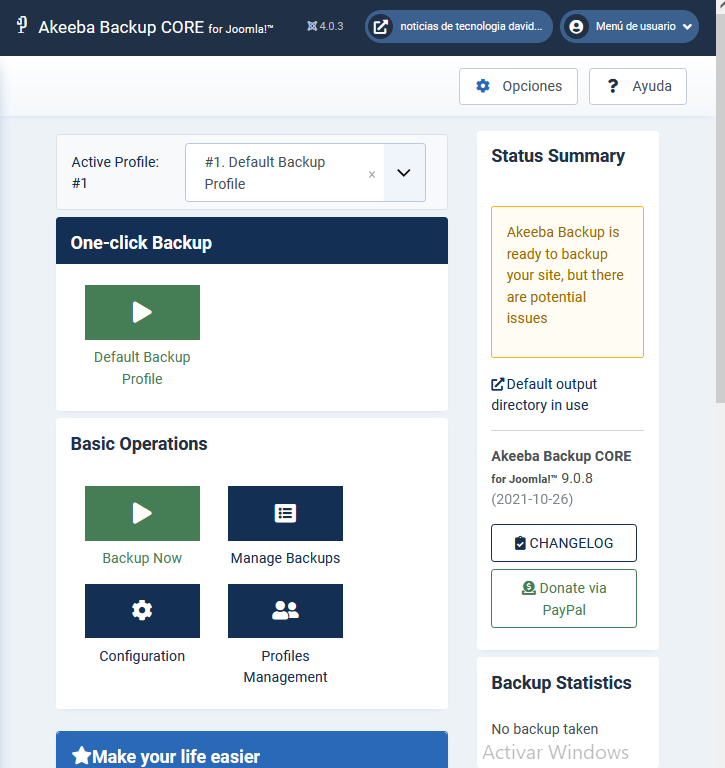 Akeeba Backup CORE for Joomla!™
4.0.3
noticias de tecnologia david...
Menú de usuario
Opciones
? Ayuda
Active Profile:
#1
#1. Default Backup
Profile
×
One-click Backup
Default Backup
Profile
Basic Operations
Backup Now
Manage Backups
Configuration
Profiles
Management
Make your life easier
Status Summary
Akeeba Backup is
ready to backup
your site, but there
are potential
issues
Default output
directory in use
Akeeba Backup CORE
for Joomla!™ 9.0.8
(2021-10-26)
CHANGELOG
Donate via
PayPal
Backup Statistics
No backup taken
Activar Windows